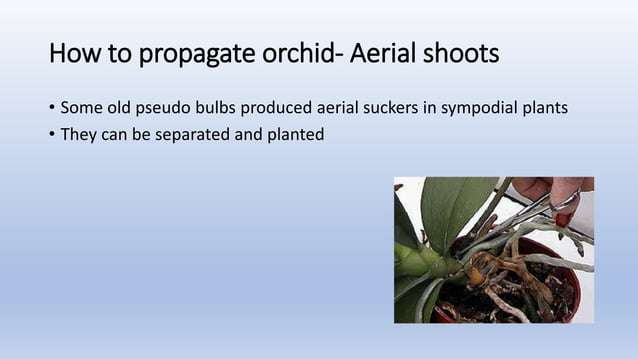 How to propagate orchid- Aerial shoots
• Some old pseudo bulbs produced aerial suckers in sympodial plants
• They can be separated and planted